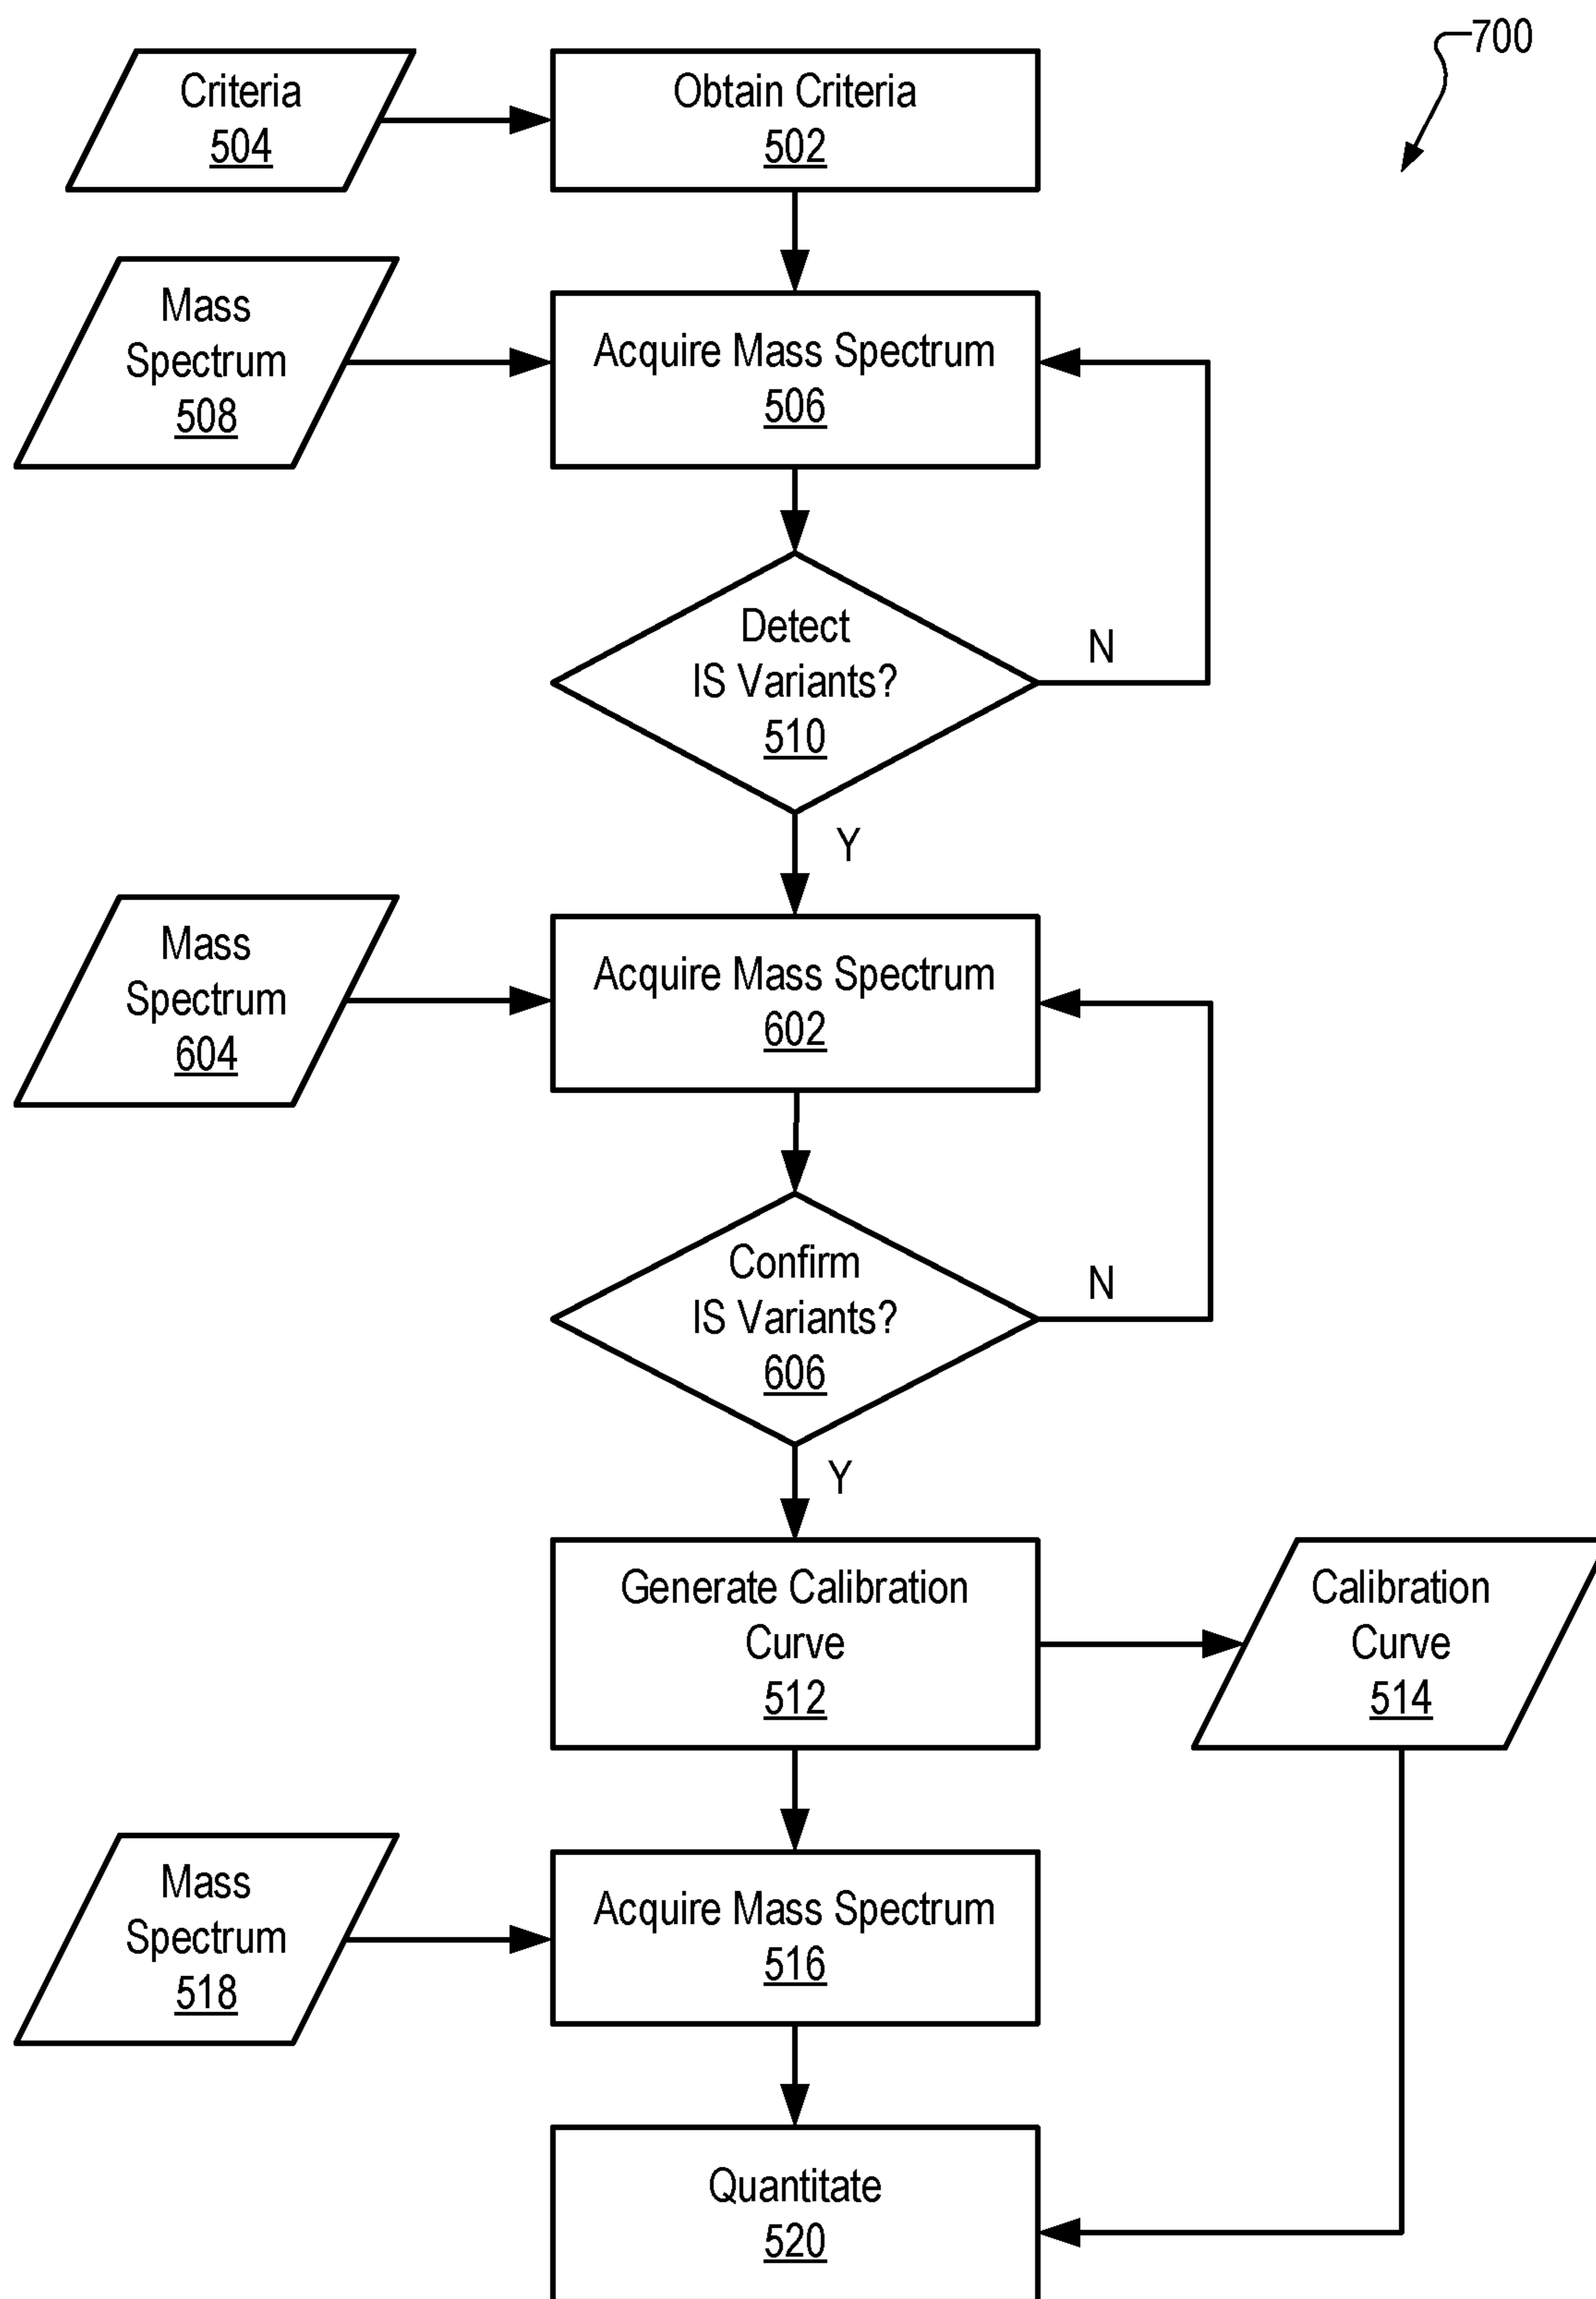 700
Criteria
504
Obtain Criteria
502
Mass
Spectrum
508
Acquire Mass Spectrum
506
Detect
IS Variants?
510
N
Y
Mass
Spectrum
604
Acquire Mass Spectrum
602
Confirm
IS Variants?
606
N
Y
Generate Calibration
Curve
512
Calibration
Curve
514
Mass
Spectrum
518
Acquire Mass Spectrum
516
Quantitate
520